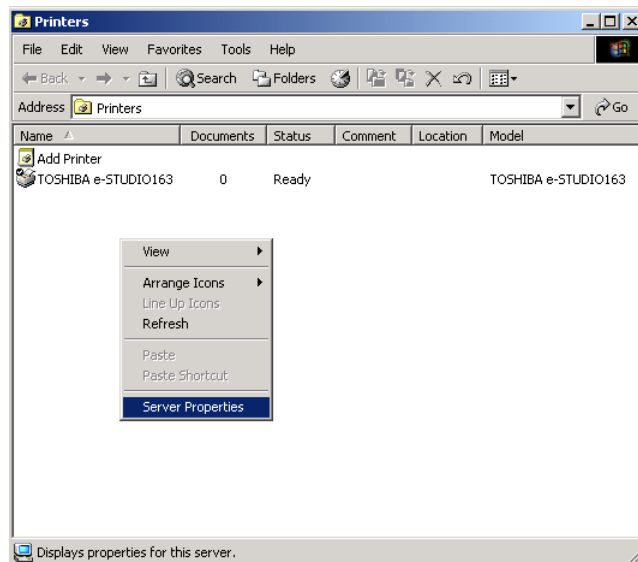 Printers
File Edit View Favorites Tools Help
Back Search Folders
Address Printers Go
Name Documents Status Comment Location Model
Add Printer
TOSHIBA e-STUDIO163 0 Ready TOSHIBA e-STUDIO163
View
Arrange Icons
Line Up Icons
Refresh
Paste
Paste Shortcut
Server Properties
Displays properties for this server.